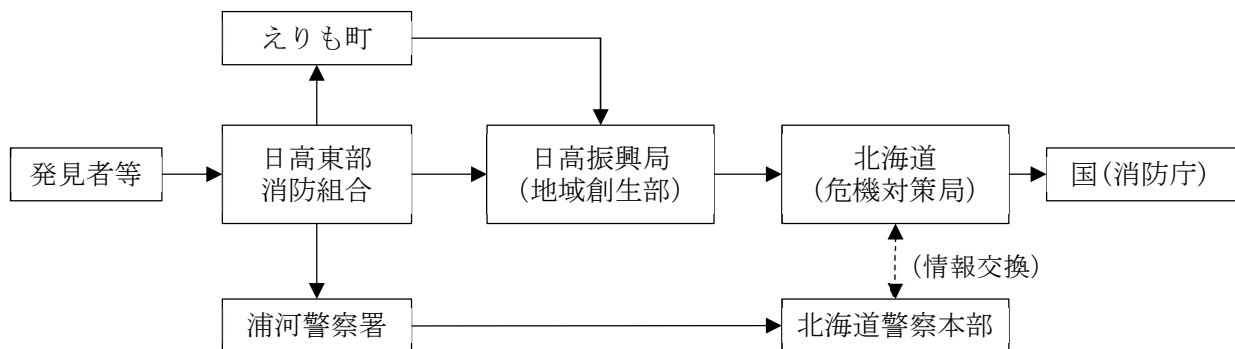 えりも町
発見者等
日高東部
消防組合
日高振興局
(地域創生部)
北海道
(危機対策局)
国(消防庁)
(情報交換)
浦河警察署
北海道警察本部